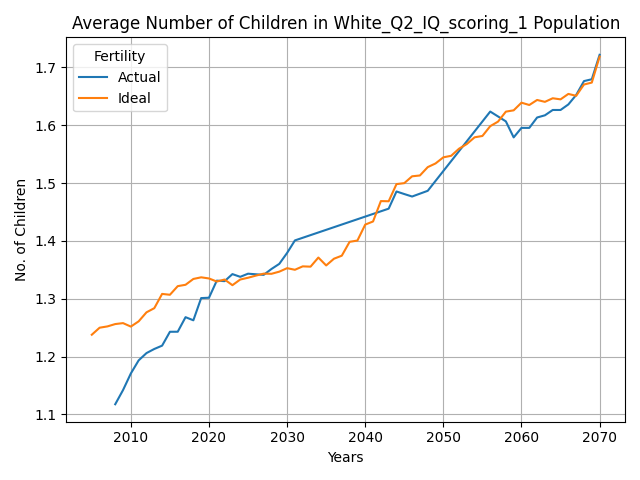 Average Number of Children in White_Q2_IQ_scoring_1 Population
Fertility
Actual
Ideal
No. of Children
1.7
1.6
1.5
1.4
1.3
1.2
1.1
2010 2020 2030 2040 2050 2060 2070
Years